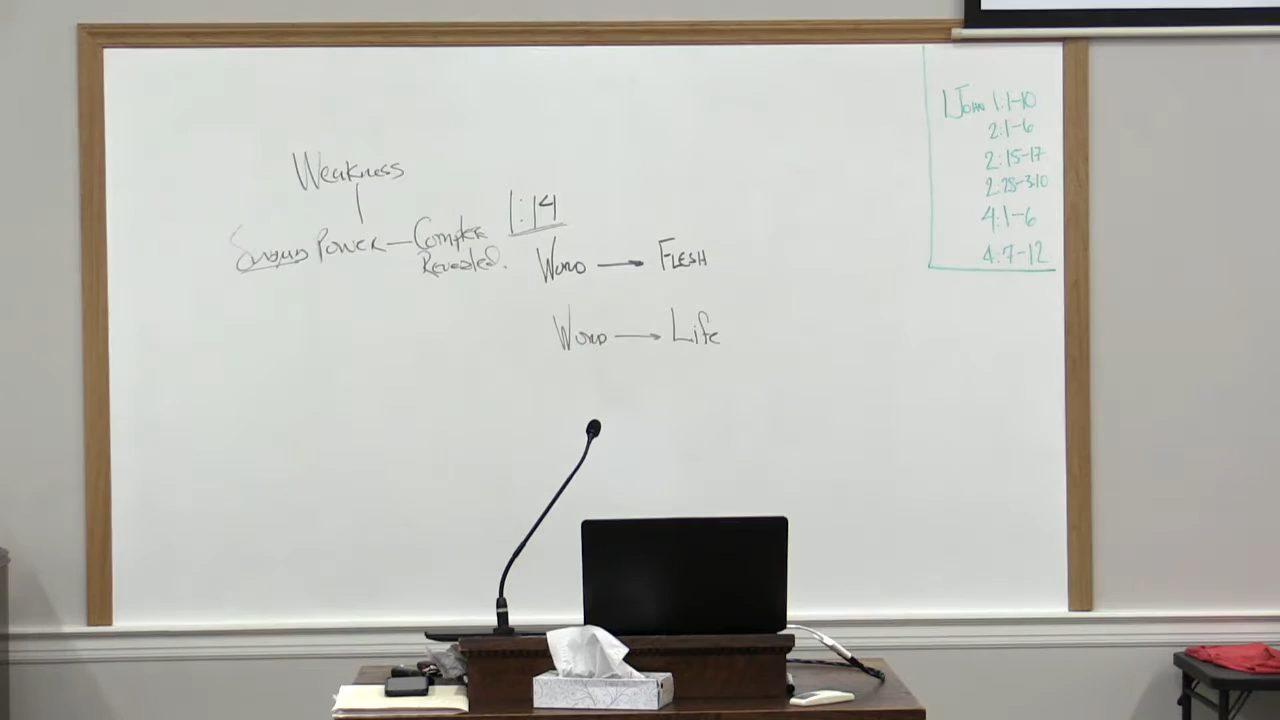 Weakness
Power — Complete
Revealed.
1:14
Word → Flesh
Word → Life
1 John 1:1-10
2:1-6
2:15-17
2:28-3:10
4:1-6
4:7-12